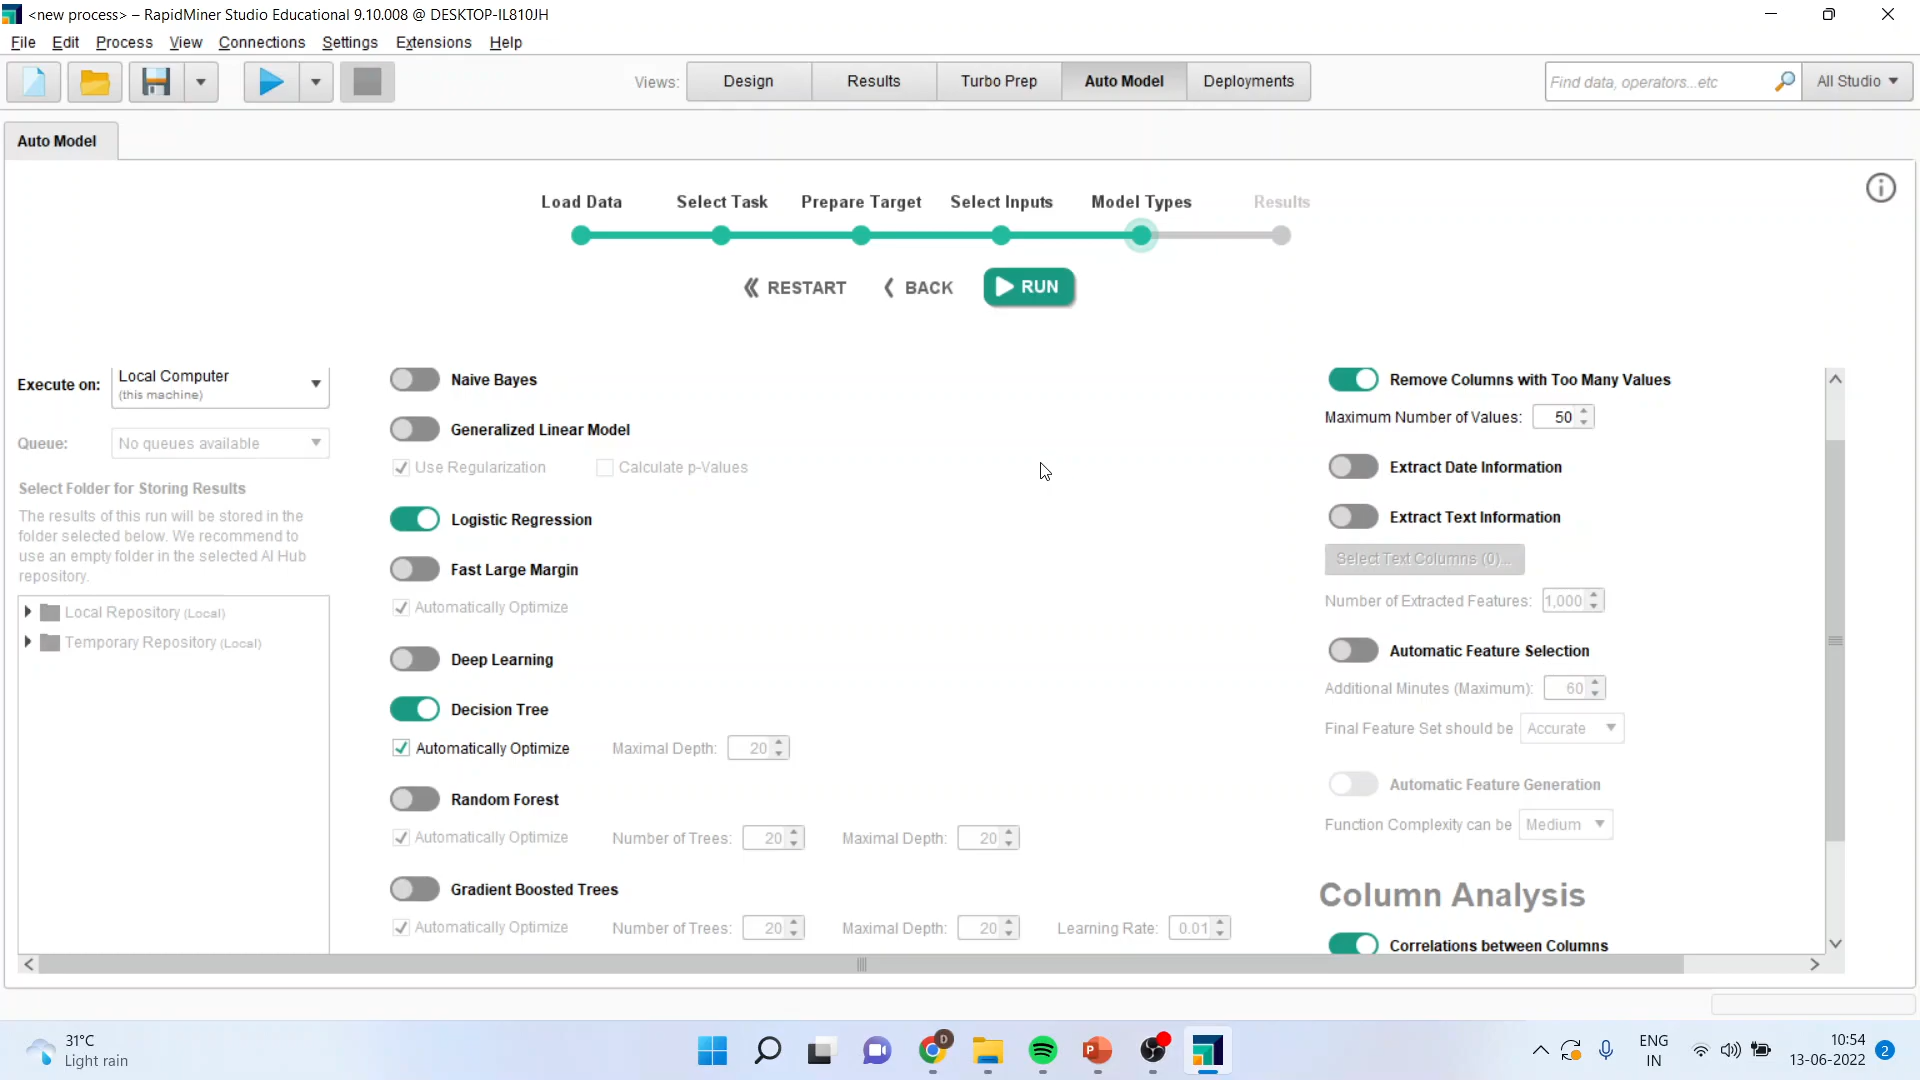 <new process> – RapidMiner Studio Educational 9.10.008 @ DESKTOP-IL810JH
File Edit Process View Connections Settings Extensions Help
Views: Design Results Turbo Prep Auto Model Deployments
Find data, operators...etc
All Studio
Auto Model
Load Data Select Task Prepare Target Select Inputs Model Types Results
RESTART BACK RUN
Execute on: Local Computer
(this machine)
Queue: No queues available
Select Folder for Storing Results
The results of this run will be stored in the
folder selected below. We recommend to
use an empty folder in the selected AI Hub
repository.
Local Repository (Local)
Temporary Repository (Local)
Naive Bayes
Generalized Linear Model
Use Regularization Calculate p-Values
Logistic Regression
Fast Large Margin
Automatically Optimize
Deep Learning
Decision Tree
Automatically Optimize Maximal Depth: 20
Random Forest
Automatically Optimize Number of Trees: 20 Maximal Depth: 20
Gradient Boosted Trees
Automatically Optimize Number of Trees: 20 Maximal Depth: 20 Learning Rate: 0.01
Remove Columns with Too Many Values
Maximum Number of Values: 50
Extract Date Information
Extract Text Information
Select Text Columns (0)...
Number of Extracted Features: 1,000
Automatic Feature Selection
Additional Minutes (Maximum): 60
Final Feature Set should be Accurate
Automatic Feature Generation
Function Complexity can be Medium
Column Analysis
Correlations between Columns
31°C
Light rain
D
P
ENG
IN
10:54
13-06-2022
2